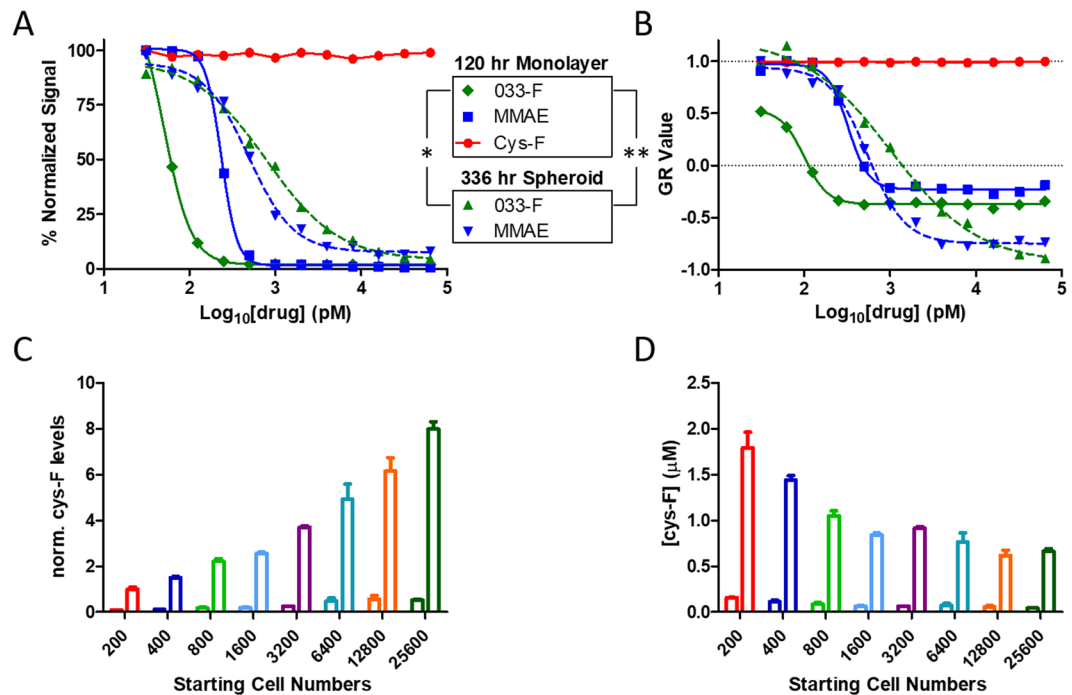 A
% Normalized Signal
100
75
50
25
0
1
2
3
4
5
Log10[drug] (pM)
120 hr Monolayer
033-F
MMAE
Cys-F
*
**
336 hr Spheroid
033-F
MMAE
B
GR Value
1.0
0.5
0.0
-0.5
-1.0
1
2
3
4
5
Log10[drug] (pM)
C
norm. cys-F levels
10
8
6
4
2
0
200
400
800
1600
3200
6400
12800
25600
Starting Cell Numbers
D
[cys-F] (μM)
2.5
2.0
1.5
1.0
0.5
0.0
200
400
800
1600
3200
6400
12800
25600
Starting Cell Numbers